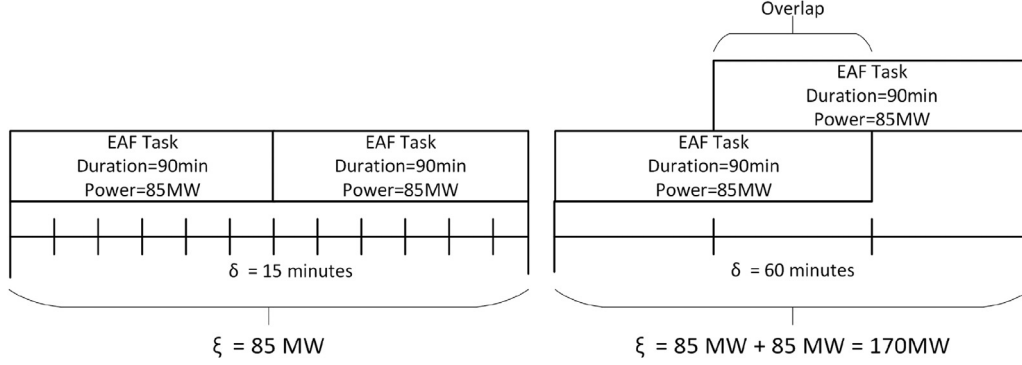 Overlap
EAF Task
Duration=90min
Power=85MW
EAF Task
Duration=90min
Power=85MW
EAF Task
Duration=90min
Power=85MW
EAF Task
Duration=90min
Power=85MW
δ = 15 minutes
δ = 60 minutes
ξ = 85 MW
ξ = 85 MW + 85 MW = 170MW